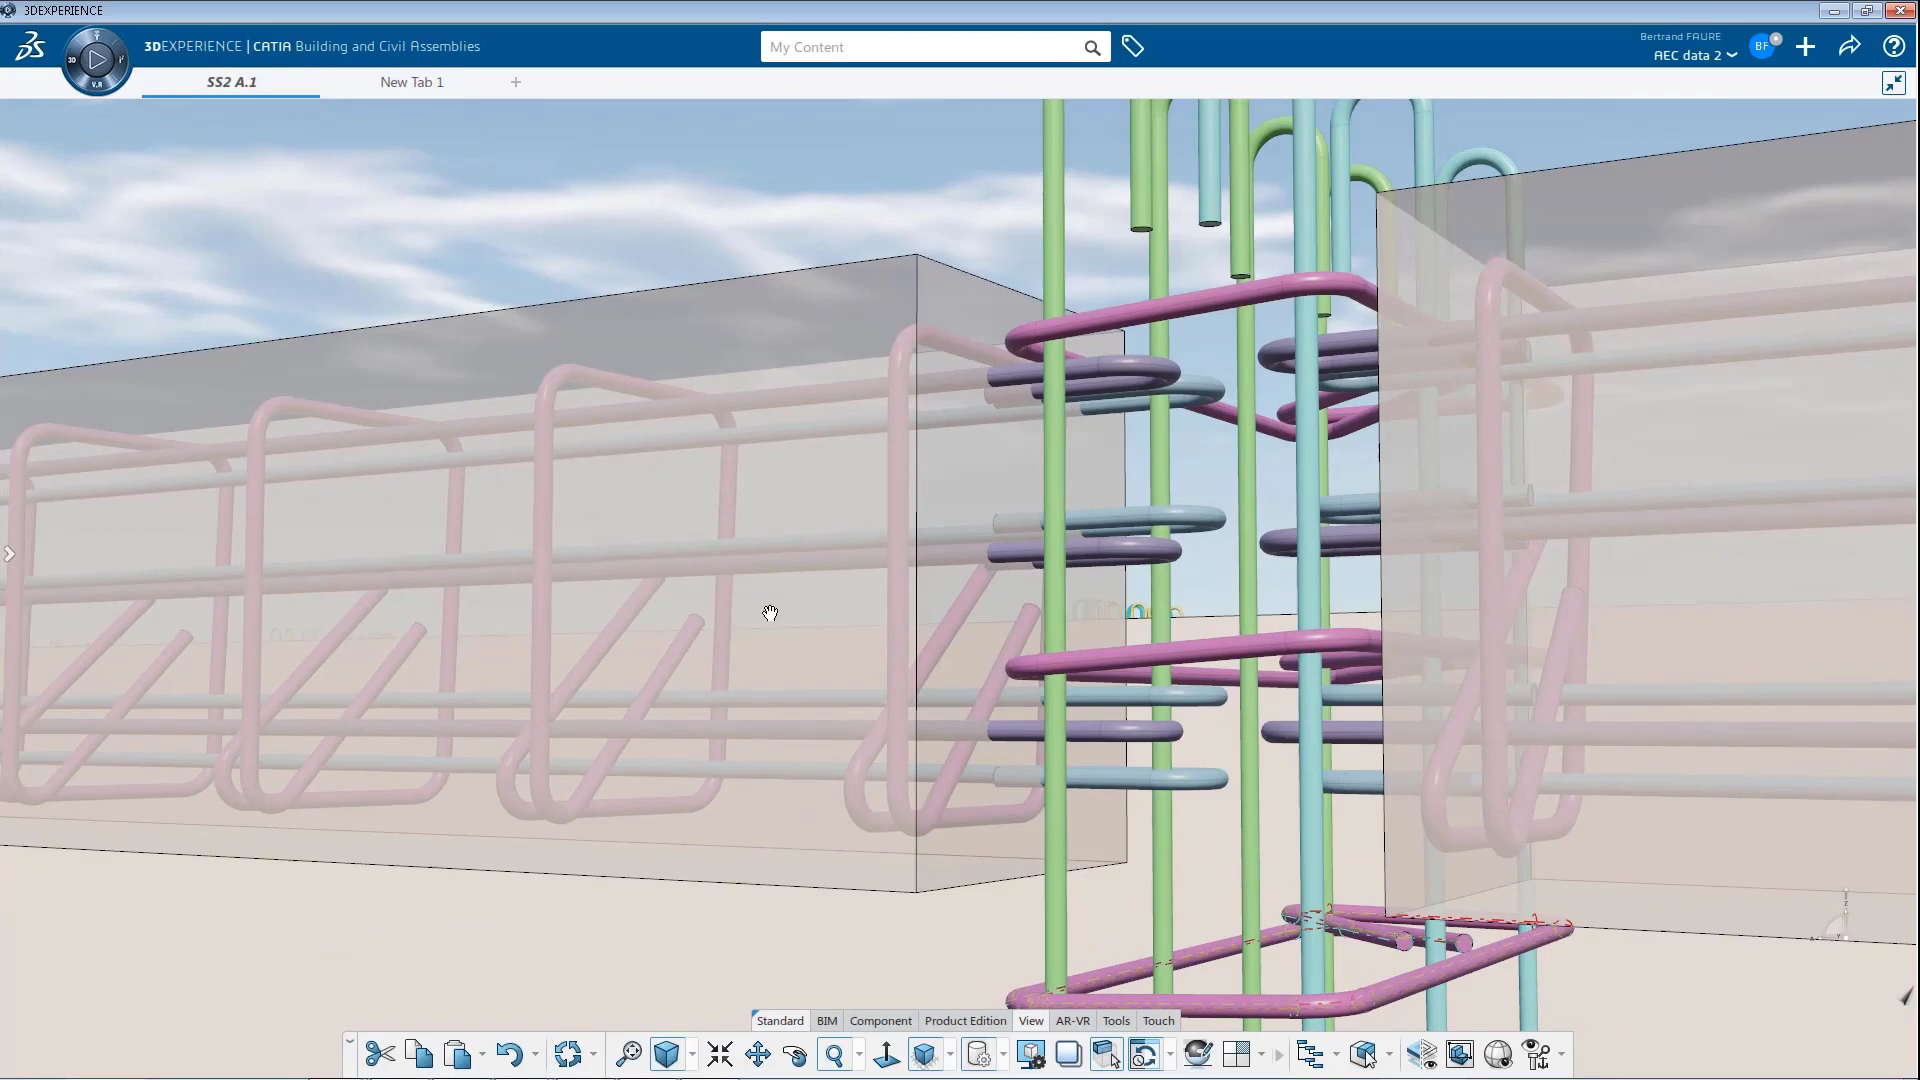 3DEXPERIENCE
3DEXPERIENCE | CATIA Building and Civil Assemblies
My Content
Bertrand FAURE
AEC data 2
BF
3D
V.R
SS2 A.1
New Tab 1
Standard
BIM
Component
Product Edition
View
AR-VR
Tools
Touch